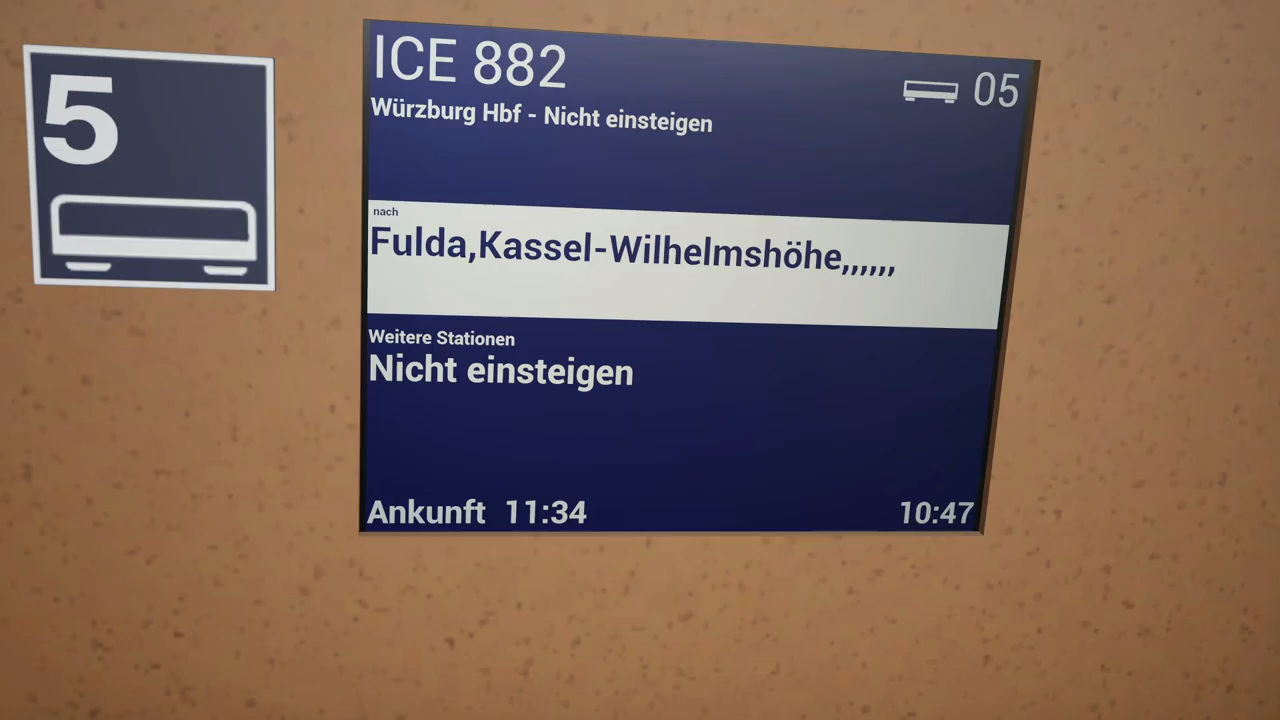 5
ICE 882
05
Würzburg Hbf - Nicht einsteigen
nach
Fulda,Kassel-Wilhelmshöhe,,,,,,
Weitere Stationen
Nicht einsteigen
Ankunft 11:34
10:47